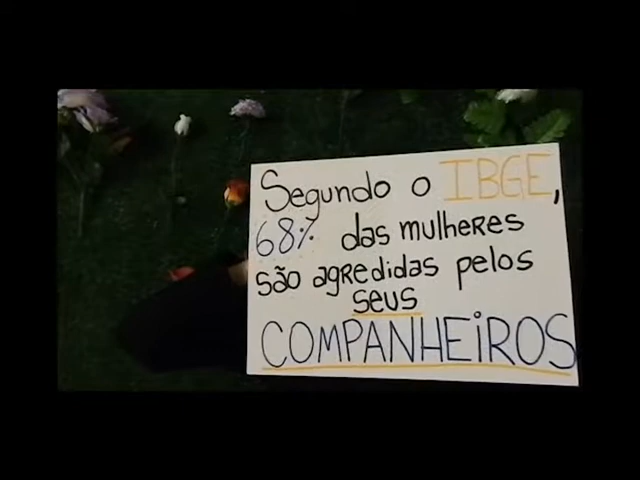 Segundo o IBGE,
68% das mulheres
são agredidas pelos
seus
COMPANHEIROS